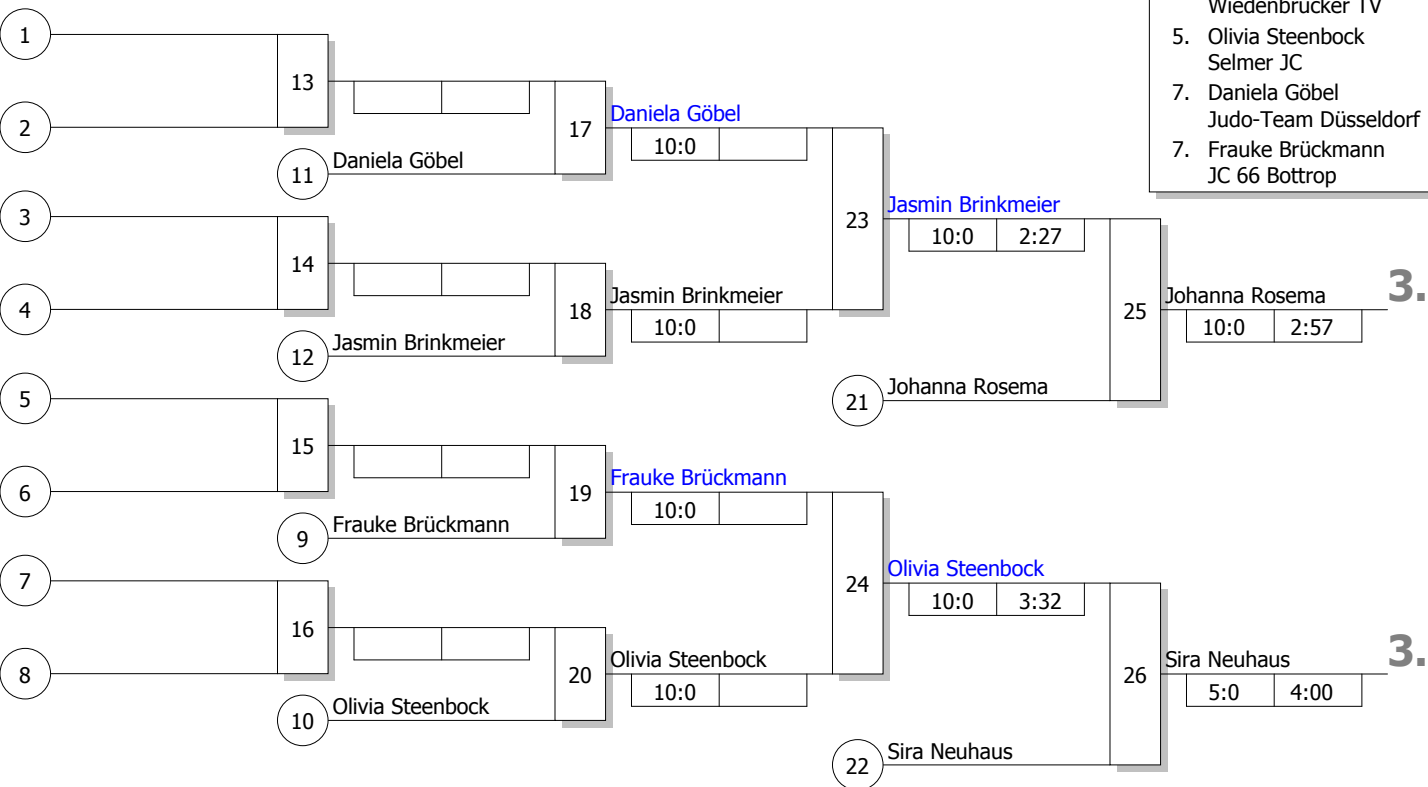 Wiedenbrücker TV
5. Olivia Steenbock
Selmer JC
7. Daniela Göbel
Judo-Team Düsseldorf
7. Frauke Brückmann
JC 66 Bottrop
1
13
2
17
Daniela Göbel
10:0
11
Daniela Göbel
23
Jasmin Brinkmeier
10:0 2:27
3
14
4
18
Jasmin Brinkmeier
10:0
12
Jasmin Brinkmeier
25
Johanna Rosema
10:0 2:57
3.
21
Johanna Rosema
5
15
6
19
Frauke Brückmann
10:0
9
Frauke Brückmann
24
Olivia Steenbock
10:0 3:32
7
16
8
20
Olivia Steenbock
10:0
10
Olivia Steenbock
26
Sira Neuhaus
5:0 4:00
3.
22
Sira Neuhaus